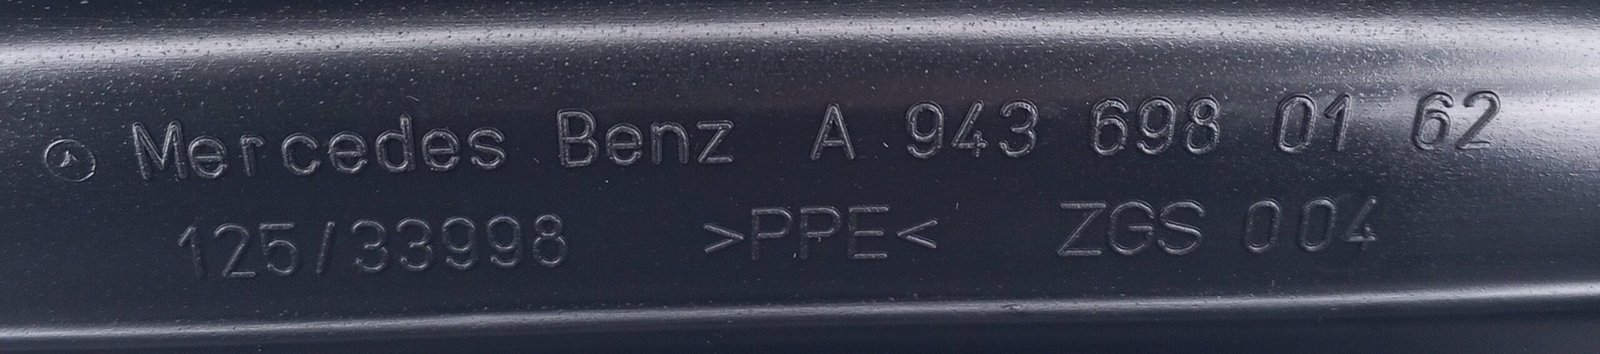 Mercedes Benz A 943 698 01 62
125/33998 >PPE< ZGS 004